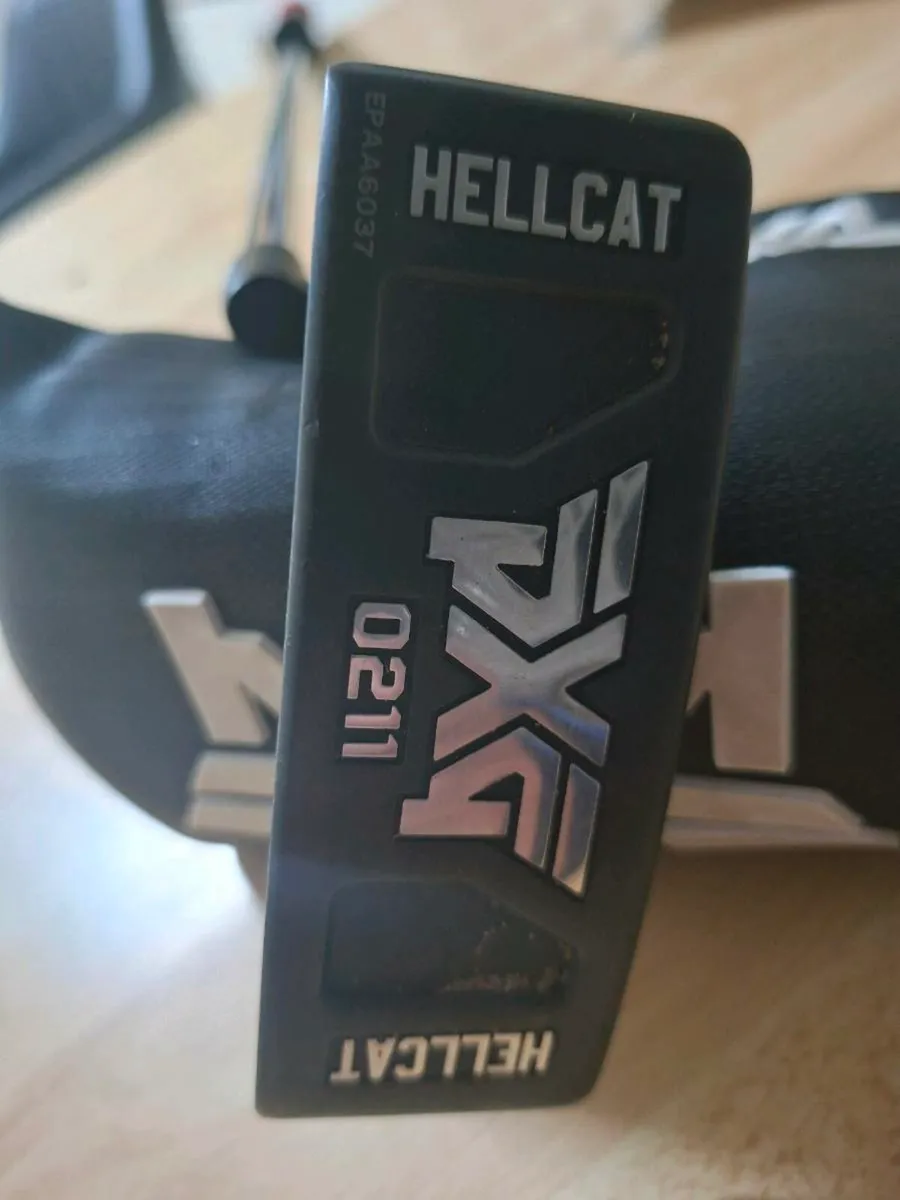 HELLCAT
EPAA6037
PXG
0211
HELLCAT